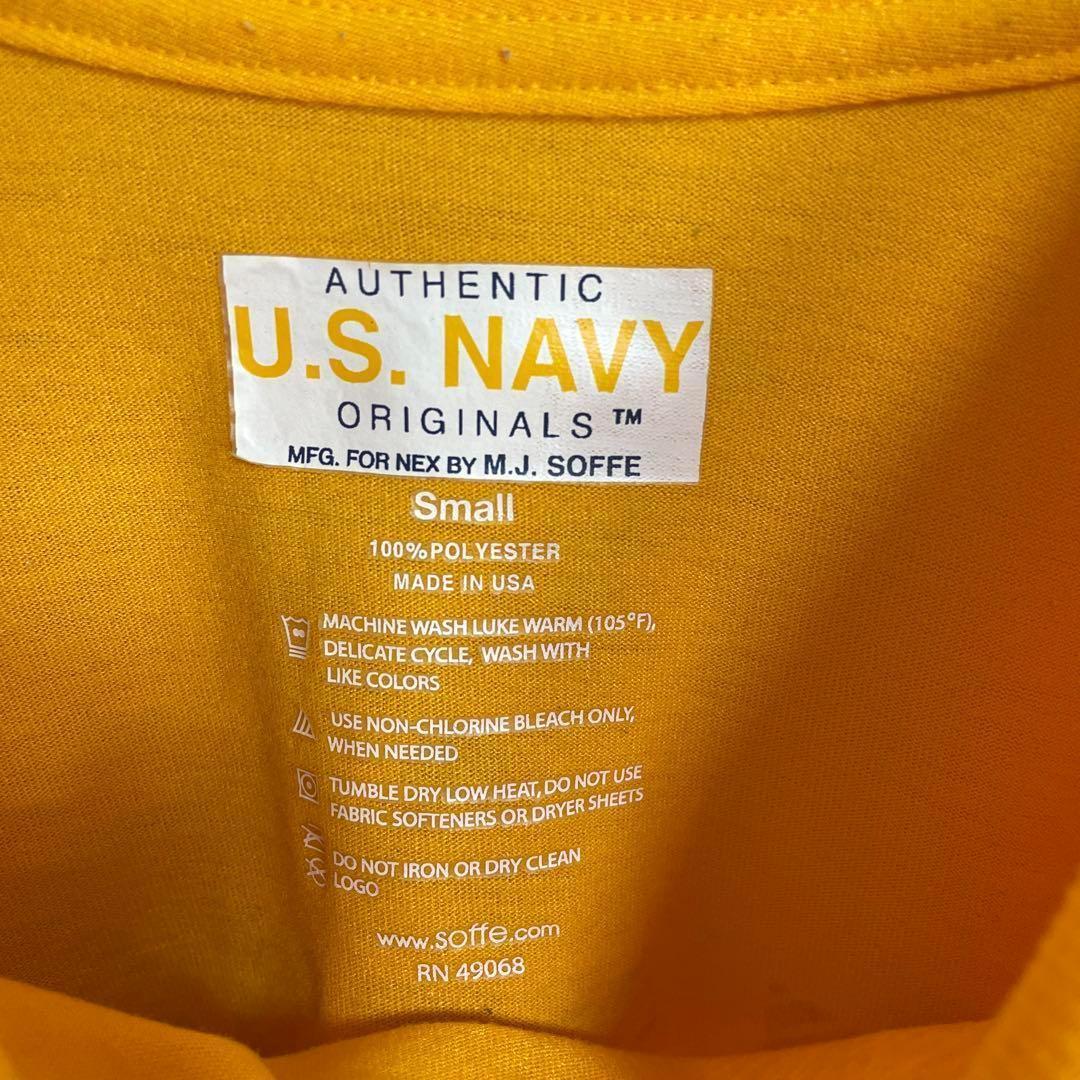 AUTHENTIC
U.S. NAVY
ORIGINALS ™
MFG. FOR NEX BY M.J. SOFFE
Small
100% POLYESTER
MADE IN USA
MACHINE WASH LUKE WARM (105°F),
DELICATE CYCLE, WASH WITH
LIKE COLORS
USE NON-CHLORINE BLEACH ONLY,
WHEN NEEDED
TUMBLE DRY LOW HEAT, DO NOT USE
FABRIC SOFTENERS OR DRYER SHEETS
DO NOT IRON OR DRY CLEAN
LOGO
www.soffe.com
RN 49068